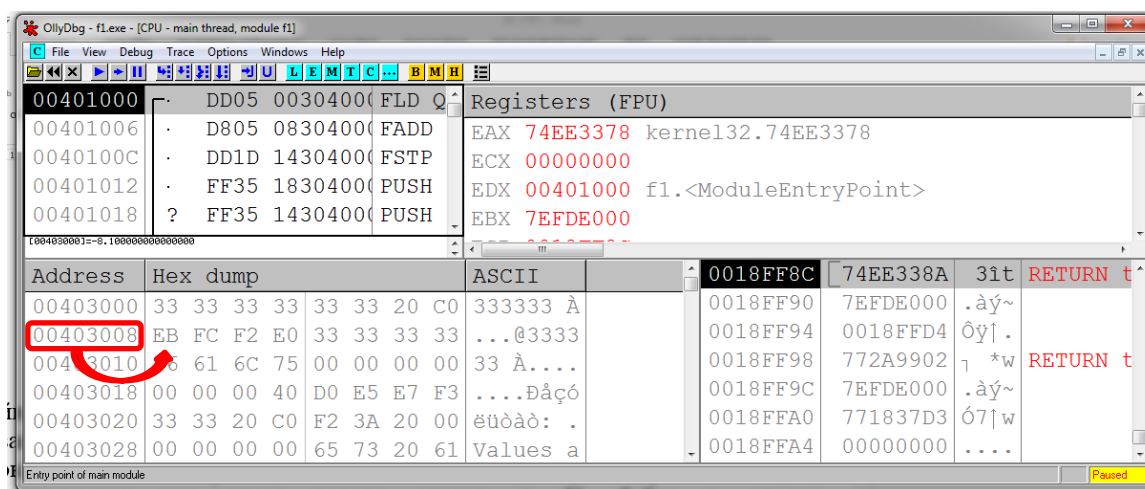 OllyDbg - f1.exe - [CPU - main thread, module f1]
C File View Debug Trace Options Windows Help
L E M T C ... B M H
00401000 . DD05 00304000 FLD Q
00401006 . D805 08304000 FADD
0040100C . DD1D 14304000 FSTP
00401012 . FF35 18304000 PUSH
00401018 ? FF35 14304000 PUSH
[00403000]=-8.100000000000000
Registers (FPU)
EAX 74EE3378 kernel32.74EE3378
ECX 00000000
EDX 00401000 f1.<ModuleEntryPoint>
EBX 7EFDE000
Address Hex dump ASCII
00403000 33 33 33 33 33 33 20 C0 333333 À
00403008 EB FC F2 E0 33 33 33 33 ...@3333
61 6C 75 00 00 00 00 33 À....
00403018 00 00 00 40 D0 E5 E7 F3 ....Ðåçó
00403020 33 33 20 C0 F2 3A 20 00 ëüòàò: .
00403028 00 00 00 00 65 73 20 61 Values a
0018FF8C 74EE338A 3ît RETURN t
0018FF90 7EFDE000 .àý~
0018FF94 0018FFD4 Ôÿ↑.
0018FF98 772A9902 ┐ *w RETURN t
0018FF9C 7EFDE000 .àý~
0018FFA0 771837D3 Ó7↑w
0018FFA4 00000000 ....
Entry point of main module
Paused